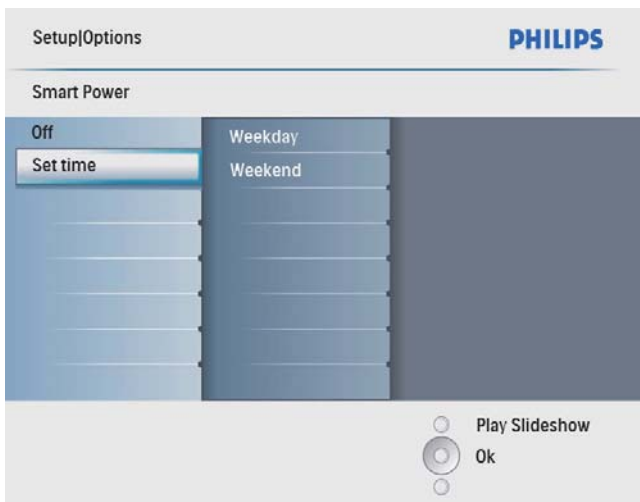 Setup|Options
PHILIPS
Smart Power
Off
Set time
Weekday
Weekend
Play Slideshow
Ok